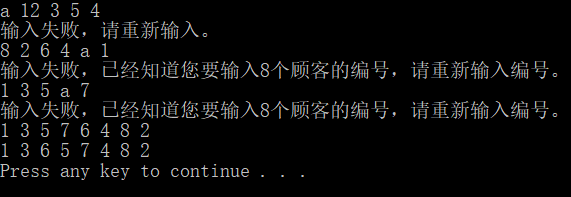 a 12 3 5 4
输入失败，请重新输入。
8 2 6 4 a 1
输入失败，已经知道您要输入8个顾客的编号，请重新输入编号。
1 3 5 a 7
输入失败，已经知道您要输入8个顾客的编号，请重新输入编号。
1 3 5 7 6 4 8 2
1 3 6 5 7 4 8 2
Press any key to continue . . .